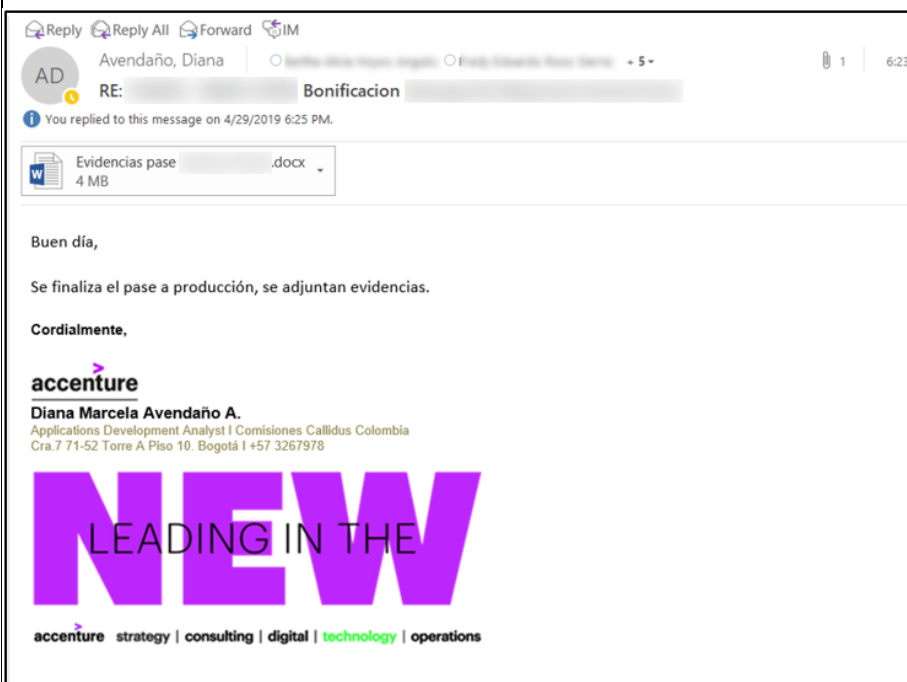 Reply Reply All Forward IM
AD
Avendaño, Diana + 5 1 6:23
RE: Bonificacion
You replied to this message on 4/29/2019 6:25 PM.
Evidencias pase .docx
4 MB
Buen día,
Se finaliza el pase a producción, se adjuntan evidencias.
Cordialmente,
accenture
Diana Marcela Avendaño A.
Applications Development Analyst I Comisiones Callidus Colombia
Cra.7 71-52 Torre A Piso 10. Bogotá I +57 3267978
NEW
LEADING IN THE
accenture strategy | consulting | digital | technology | operations